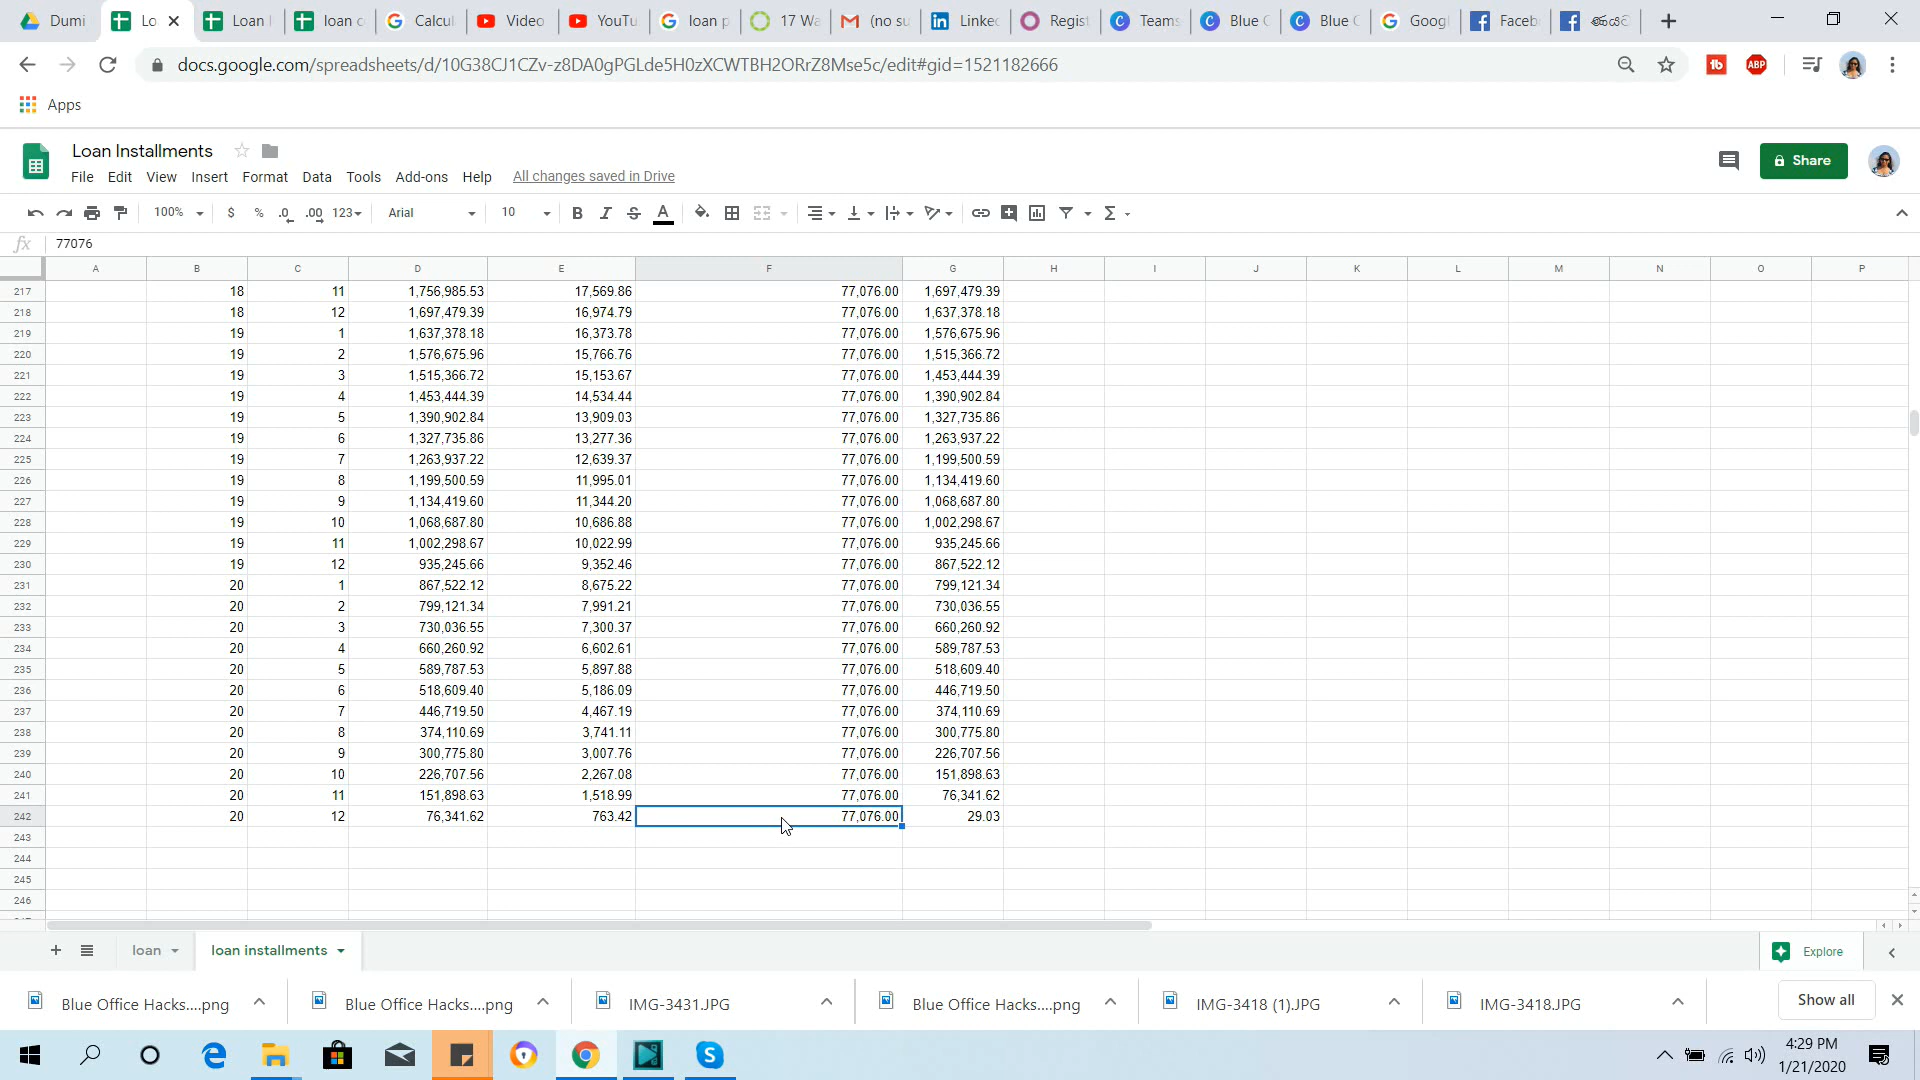 Dumi Lo Loan loan c Calcul Video YouTu loan p 17 Wa (no su Linked Regist Teams Blue Blue Googl Faceb
docs.google.com/spreadsheets/d/10G38CJ1CZv-z8DA0gPGLde5H0zXCWTBH2ORrZ8Mse5c/edit#gid=1521182666
Apps
Loan Installments
Share
File Edit View Insert Format Data Tools Add-ons Help All changes saved in Drive
100% $ % .0 .00 123 Arial 10 B I S A
fx 77076
A B C D E F G H I J K L M N O P
217 18 11 1,756,985.53 17,569.86 77,076.00 1,697,479.39
218 18 12 1,697,479.39 16,974.79 77,076.00 1,637,378.18
219 19 1 1,637,378.18 16,373.78 77,076.00 1,576,675.96
220 19 2 1,576,675.96 15,766.76 77,076.00 1,515,366.72
221 19 3 1,515,366.72 15,153.67 77,076.00 1,453,444.39
222 19 4 1,453,444.39 14,534.44 77,076.00 1,390,902.84
223 19 5 1,390,902.84 13,909.03 77,076.00 1,327,735.86
224 19 6 1,327,735.86 13,277.36 77,076.00 1,263,937.22
225 19 7 1,263,937.22 12,639.37 77,076.00 1,199,500.59
226 19 8 1,199,500.59 11,995.01 77,076.00 1,134,419.60
227 19 9 1,134,419.60 11,344.20 77,076.00 1,068,687.80
228 19 10 1,068,687.80 10,686.88 77,076.00 1,002,298.67
229 19 11 1,002,298.67 10,022.99 77,076.00 935,245.66
230 19 12 935,245.66 9,352.46 77,076.00 867,522.12
231 20 1 867,522.12 8,675.22 77,076.00 799,121.34
232 20 2 799,121.34 7,991.21 77,076.00 730,036.55
233 20 3 730,036.55 7,300.37 77,076.00 660,260.92
234 20 4 660,260.92 6,602.61 77,076.00 589,787.53
235 20 5 589,787.53 5,897.88 77,076.00 518,609.40
236 20 6 518,609.40 5,186.09 77,076.00 446,719.50
237 20 7 446,719.50 4,467.19 77,076.00 374,110.69
238 20 8 374,110.69 3,741.11 77,076.00 300,775.80
239 20 9 300,775.80 3,007.76 77,076.00 226,707.56
240 20 10 226,707.56 2,267.08 77,076.00 151,898.63
241 20 11 151,898.63 1,518.99 77,076.00 76,341.62
242 20 12 76,341.62 763.42 77,076.00 29.03
243
244
245
246
loan loan installments Explore
Blue Office Hacks....png Blue Office Hacks....png IMG-3431.JPG Blue Office Hacks....png IMG-3418 (1).JPG IMG-3418.JPG Show all
4:29 PM
1/21/2020